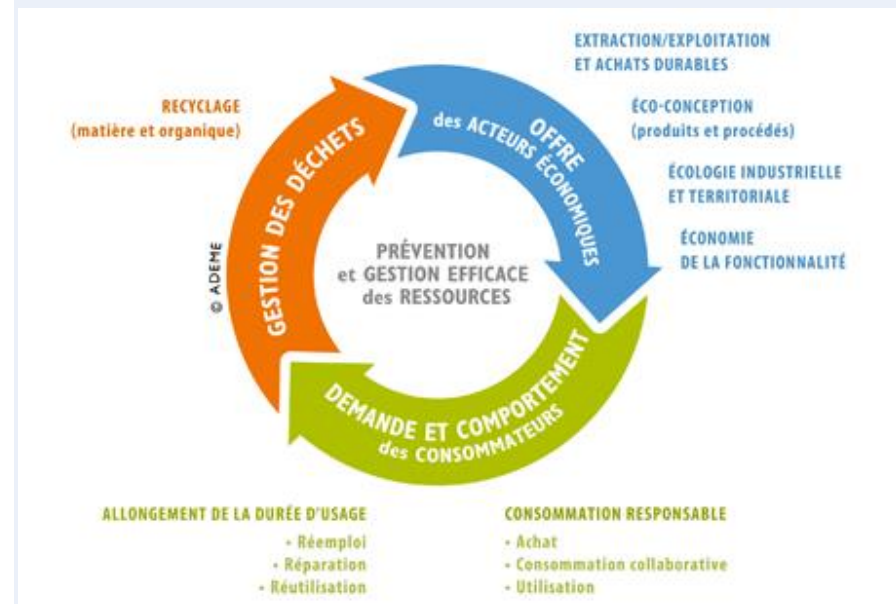 EXTRACTION/EXPLOITATION
ET ACHATS DURABLES
RECYCLAGE
(matière et organique)
ÉCO-CONCEPTION
(produits et procédés)
ÉCOLOGIE INDUSTRIELLE
ET TERRITORIALE
ÉCONOMIE
DE LA FONCTIONNALITÉ
OFFRE
des ACTEURS ÉCONOMIQUES
GESTION DES DÉCHETS
PRÉVENTION
et GESTION EFFICACE
des RESSOURCES
© ADEME
DEMANDE ET COMPORTEMENT
des CONSOMMATEURS
ALLONGEMENT DE LA DURÉE D'USAGE
• Réemploi
• Réparation
• Réutilisation
CONSOMMATION RESPONSABLE
• Achat
• Consommation collaborative
• Utilisation